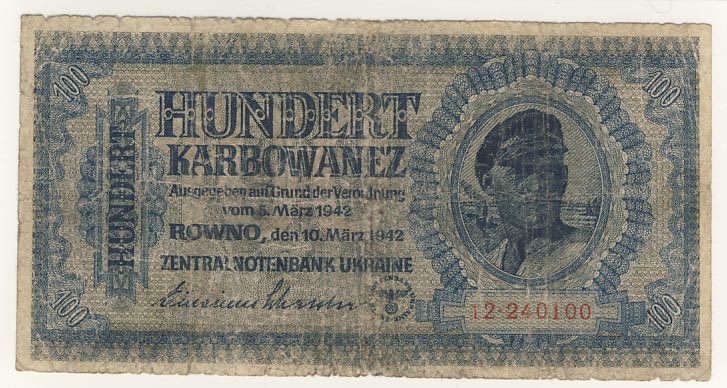 100
100
HUNDERT
HUNDERT
KARBOWANEZ
Ausgegeben auf Grund der Verordnung
vom 5. März 1942
ROWNO, den 10. März 1942
ZENTRALNOTENBANK UKRAINE
12·240100
100
100